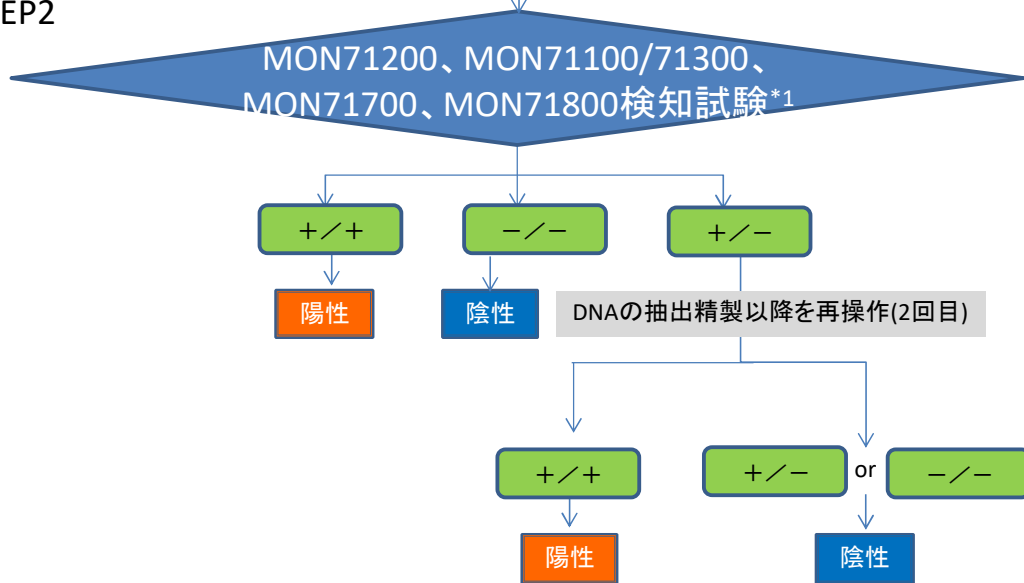 EP2
MON71200、MON71100/71300、
MON71700、MON71800検知試験*1
+/+
-/-
+/-
陽性
陰性
DNAの抽出精製以降を再操作(2回目)
+/+
+/-
or
-/-
陽性
陰性